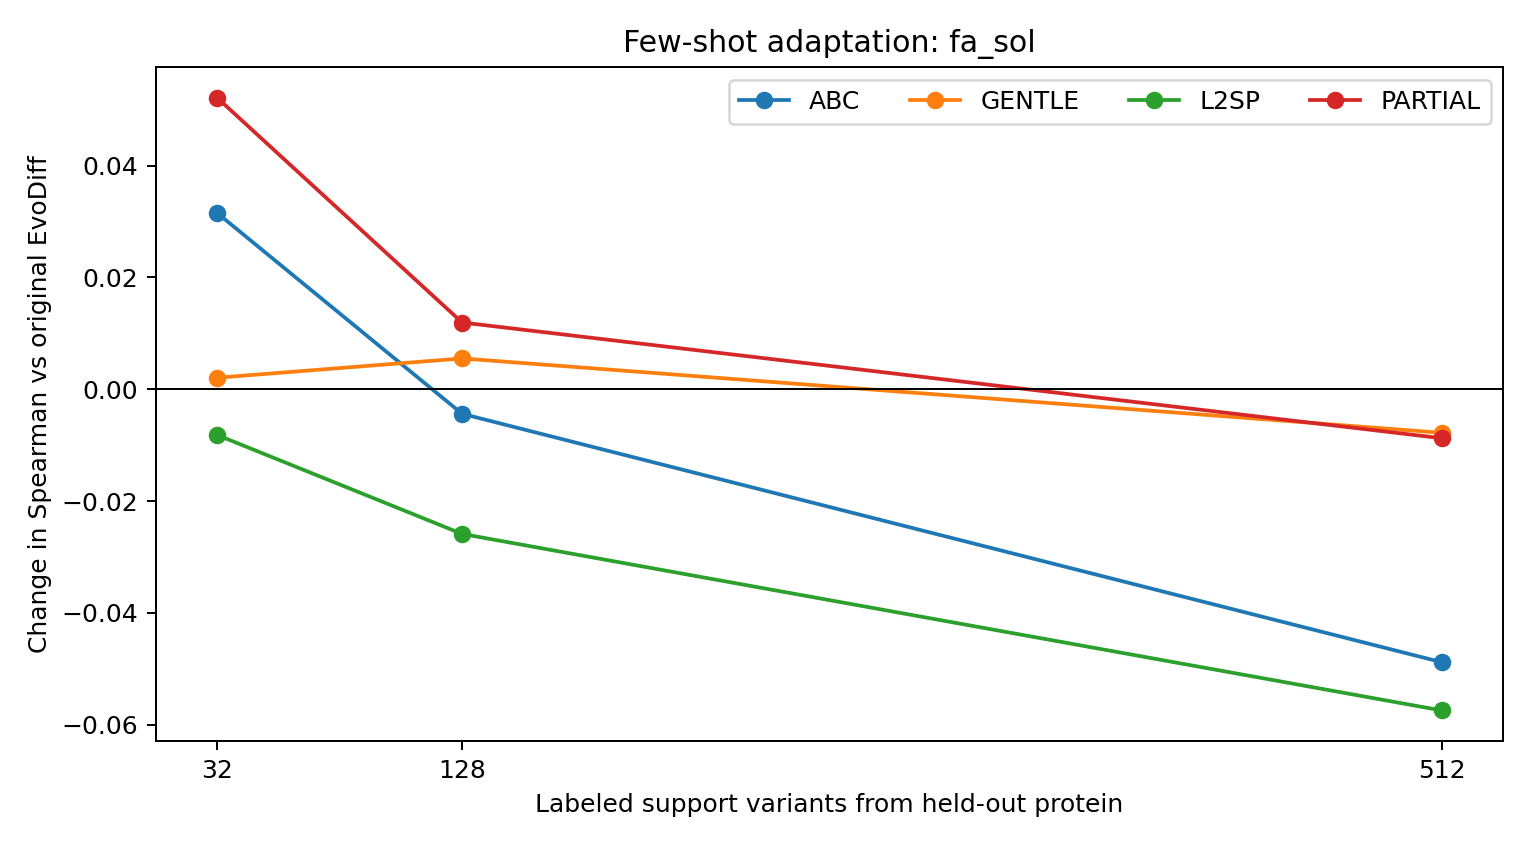 Few-shot adaptation: fa_sol
ABC GENTLE L2SP PARTIAL
Change in Spearman vs original EvoDiff
0.04
0.02
0.00
−0.02
−0.04
−0.06
32 128 512
Labeled support variants from held-out protein